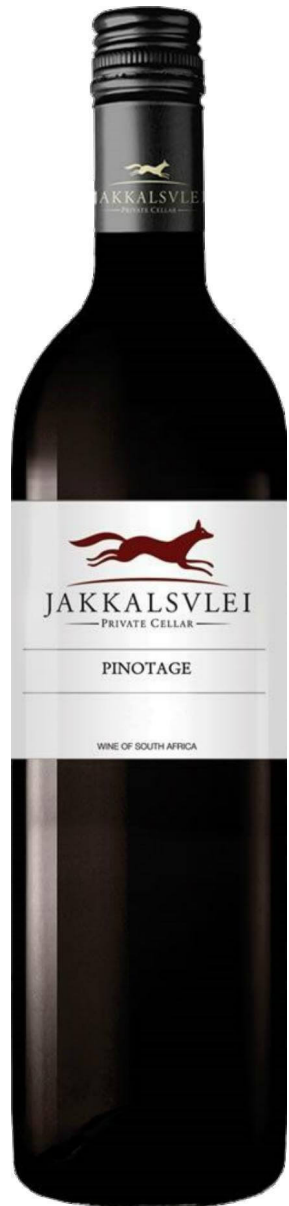 JAKKALSVLEI
PRIVATE CELLAR
JAKKALSVLEI
PRIVATE CELLAR
PINOTAGE
WINE OF SOUTH AFRICA